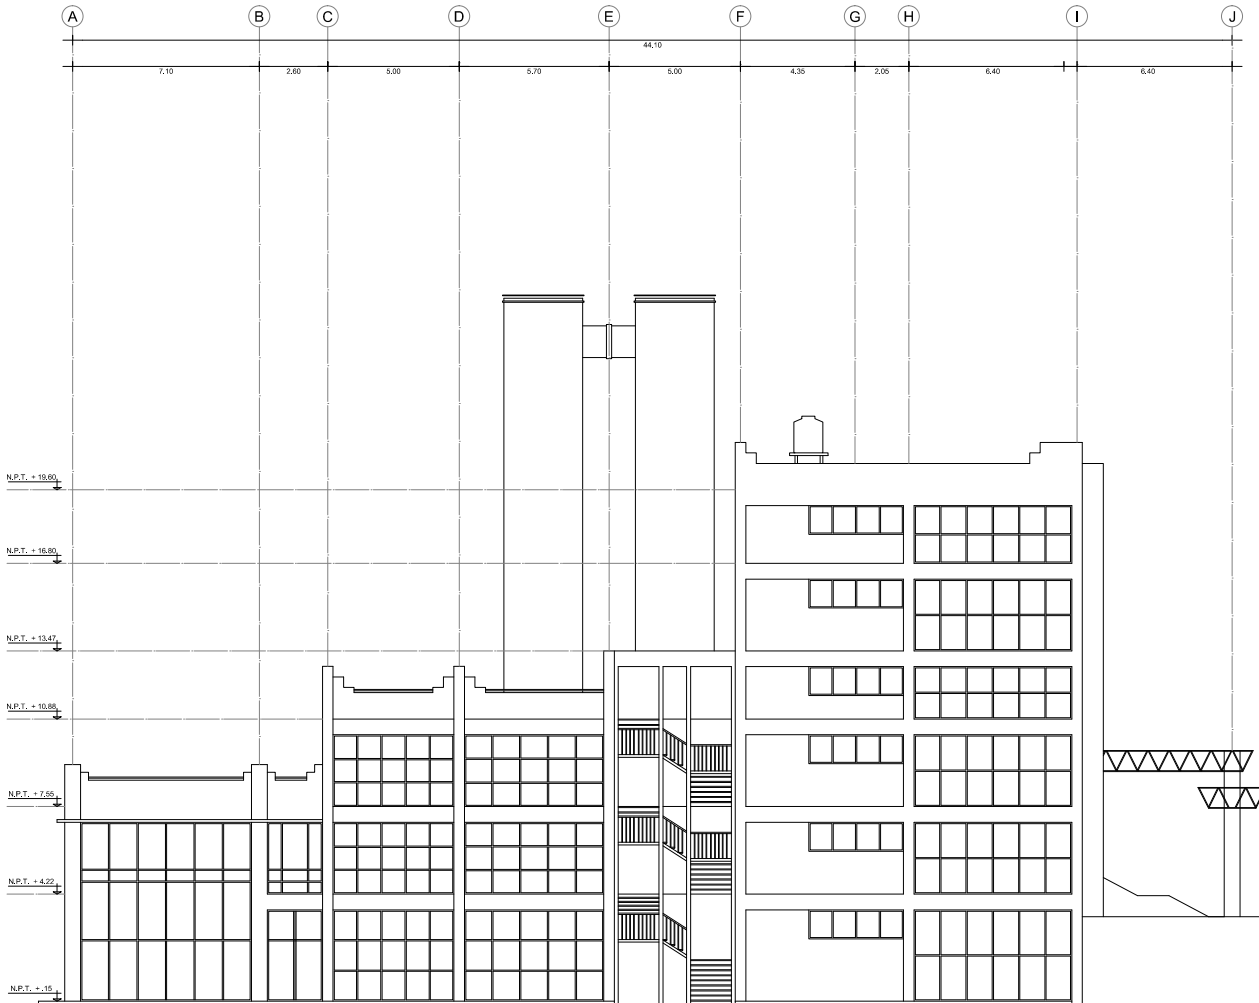 A B C D E F G H I J
44.10
7.10 2.60 5.00 5.70 5.00 4.35 2.05 6.40 6.40
N.P.T. + 19.60
N.P.T. + 16.80
N.P.T. + 13.47
N.P.T. + 10.88
N.P.T. + 7.55
N.P.T. + 4.22
N.P.T. + .15